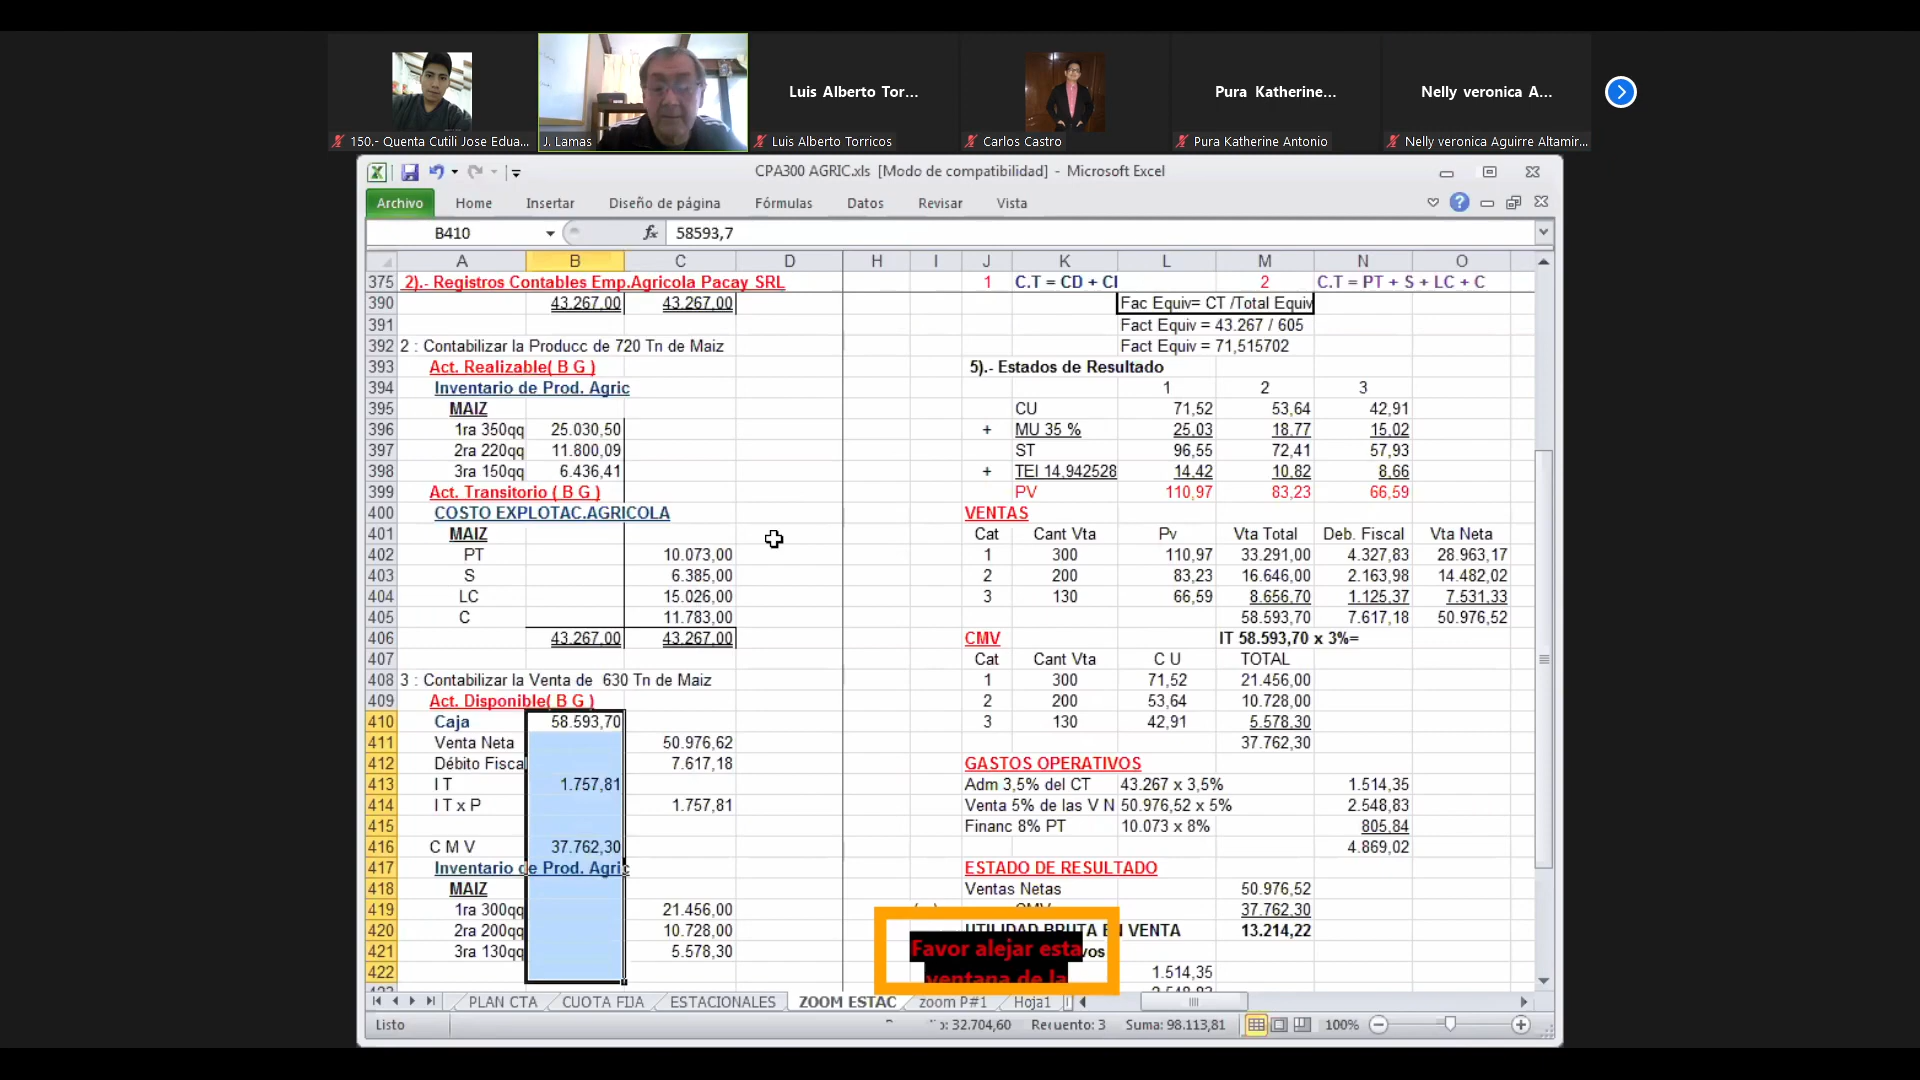 Luis Alberto Tor...
Pura Katherine...
Nelly veronica A...
150.- Quenta Cutili Jose Edua...
J. Lamas
Luis Alberto Torricos
Carlos Castro
Pura Katherine Antonio
Nelly veronica Aguirre Altamir...
CPA300 AGRIC.xls [Modo de compatibilidad] - Microsoft Excel
Archivo Home Insertar Diseño de página Fórmulas Datos Revisar Vista
B410 fx 58593,7
A B C D H I J K L M N O
375 2).- Registros Contables Emp.Agricola Pacay SRL 1 C.T = CD + CI 2 C.T = PT + S + LC + C
390 43.267,00 43.267,00 Fac Equiv= CT /Total Equiv
391 Fact Equiv = 43.267 / 605
392 2 : Contabilizar la Producc de 720 Tn de Maiz Fact Equiv = 71,515702
393 Act. Realizable( B G ) 5).- Estados de Resultado
394 Inventario de Prod. Agric 1 2 3
395 MAIZ CU 71,52 53,64 42,91
396 1ra 350qq 25.030,50 + MU 35 % 25,03 18,77 15,02
397 2ra 220qq 11.800,09 ST 96,55 72,41 57,93
398 3ra 150qq 6.436,41 + TEI 14,942528 14,42 10,82 8,66
399 Act. Transitorio ( B G ) PV 110,97 83,23 66,59
400 COSTO EXPLOTAC.AGRICOLA VENTAS
401 MAIZ Cat Cant Vta Pv Vta Total Deb. Fiscal Vta Neta
402 PT 10.073,00 1 300 110,97 33.291,00 4.327,83 28.963,17
403 S 6.385,00 2 200 83,23 16.646,00 2.163,98 14.482,02
404 LC 15.026,00 3 130 66,59 8.656,70 1.125,37 7.531,33
405 C 11.783,00 58.593,70 7.617,18 50.976,52
406 43.267,00 43.267,00 CMV IT 58.593,70 x 3%=
407 Cat Cant Vta C U TOTAL
408 3 : Contabilizar la Venta de 630 Tn de Maiz 1 300 71,52 21.456,00
409 Act. Disponible( B G ) 2 200 53,64 10.728,00
410 Caja 58.593,70 3 130 42,91 5.578,30
411 Venta Neta 50.976,62 37.762,30
412 Débito Fisca 7.617,18 GASTOS OPERATIVOS
413 I T 1.757,81 Adm 3,5% del CT 43.267 x 3,5% 1.514,35
414 I T x P 1.757,81 Venta 5% de las V N 50.976,52 x 5% 2.548,83
415 Financ 8% PT 10.073 x 8% 805,84
416 C M V 37.762,30 4.869,02
417 Inventario de Prod. Agric ESTADO DE RESULTADO
418 MAIZ Ventas Netas 50.976,52
419 1ra 300qq 21.456,00 37.762,30
420 2ra 200qq 10.728,00 UTILIDAD BRUTA EN VENTA 13.214,22
421 3ra 130qq 5.578,30 vos
422 1.514,35
Favor alejar esta
ventana de la
PLAN CTA CUOTA FIJA ESTACIONALES ZOOM ESTAC zoom P#1 Hoja1
Listo : 32.704,60 Recuento: 3 Suma: 98.113,81 100%